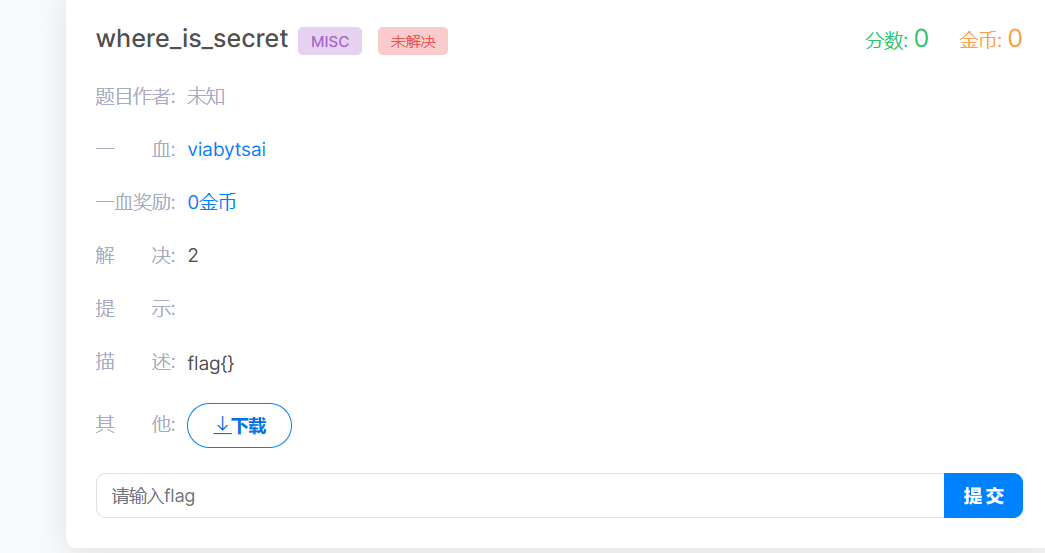 where_is_secret MISC 未解决 分数: 0 金币: 0
题目作者: 未知
一 血: viabytsai
一血奖励: 0金币
解 决: 2
提 示:
描 述: flag{}
其 他: 下载
请输入flag 提交